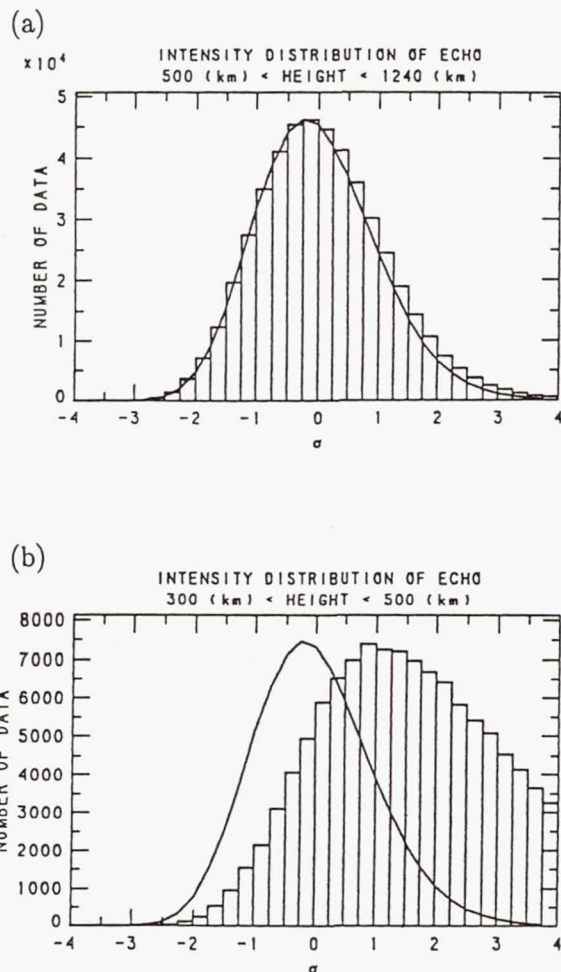 (a)
INTENSITY DISTRIBUTION OF ECHO
×10⁴
500 (km) < HEIGHT < 1240 (km)
5
4
3
2
1
0
NUMBER OF DATA
-4 -3 -2 -1 0 1 2 3 4
σ
(b)
INTENSITY DISTRIBUTION OF ECHO
300 (km) < HEIGHT < 500 (km)
8000
7000
6000
5000
4000
3000
2000
1000
0
NUMBER OF DATA
-4 -3 -2 -1 0 1 2 3 4
σ